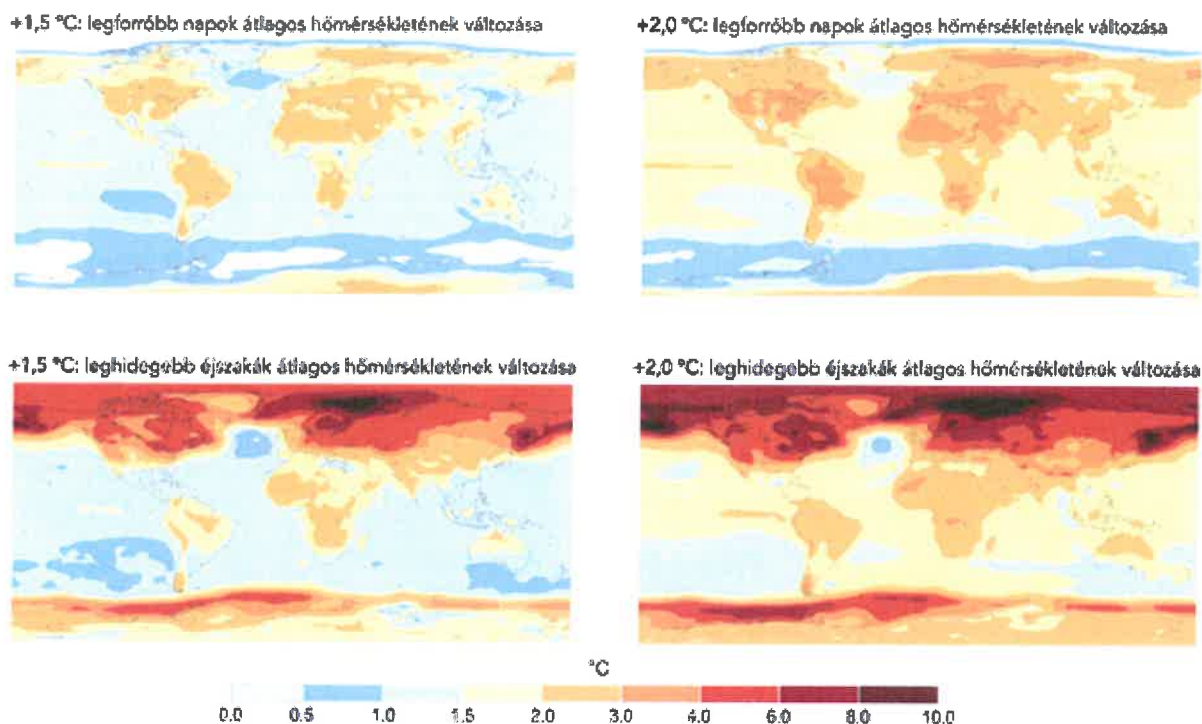 +1,5 °C: legforróbb napok átlagos hőmérsékletének változása
+2,0 °C: legforróbb napok átlagos hőmérsékletének változása
+1,5 °C: leghidegebb éjszakák átlagos hőmérsékletének változása
+2,0 °C: leghidegebb éjszakák átlagos hőmérsékletének változása
°C
0.0 0.5 1.0 1.5 2.0 3.0 4.0 6.0 8.0 10.0